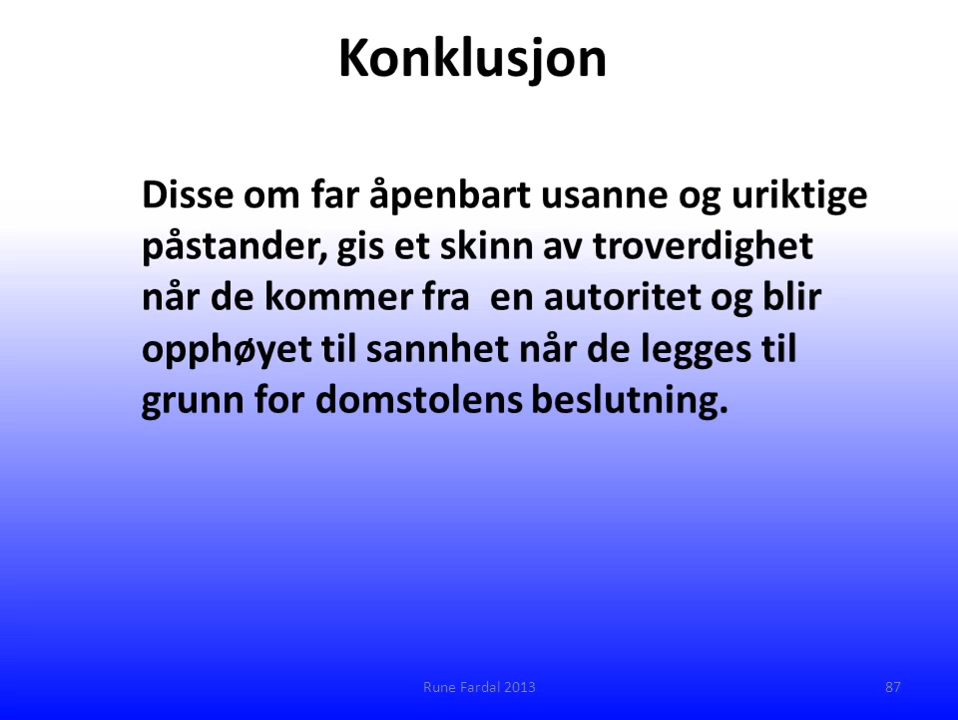 Konklusjon
Disse om far åpenbart usanne og uriktige
påstander, gis et skinn av troverdighet
når de kommer fra  en autoritet og blir
opphøyet til sannhet når de legges til
grunn for domstolens beslutning.
Rune Fardal 2013
87